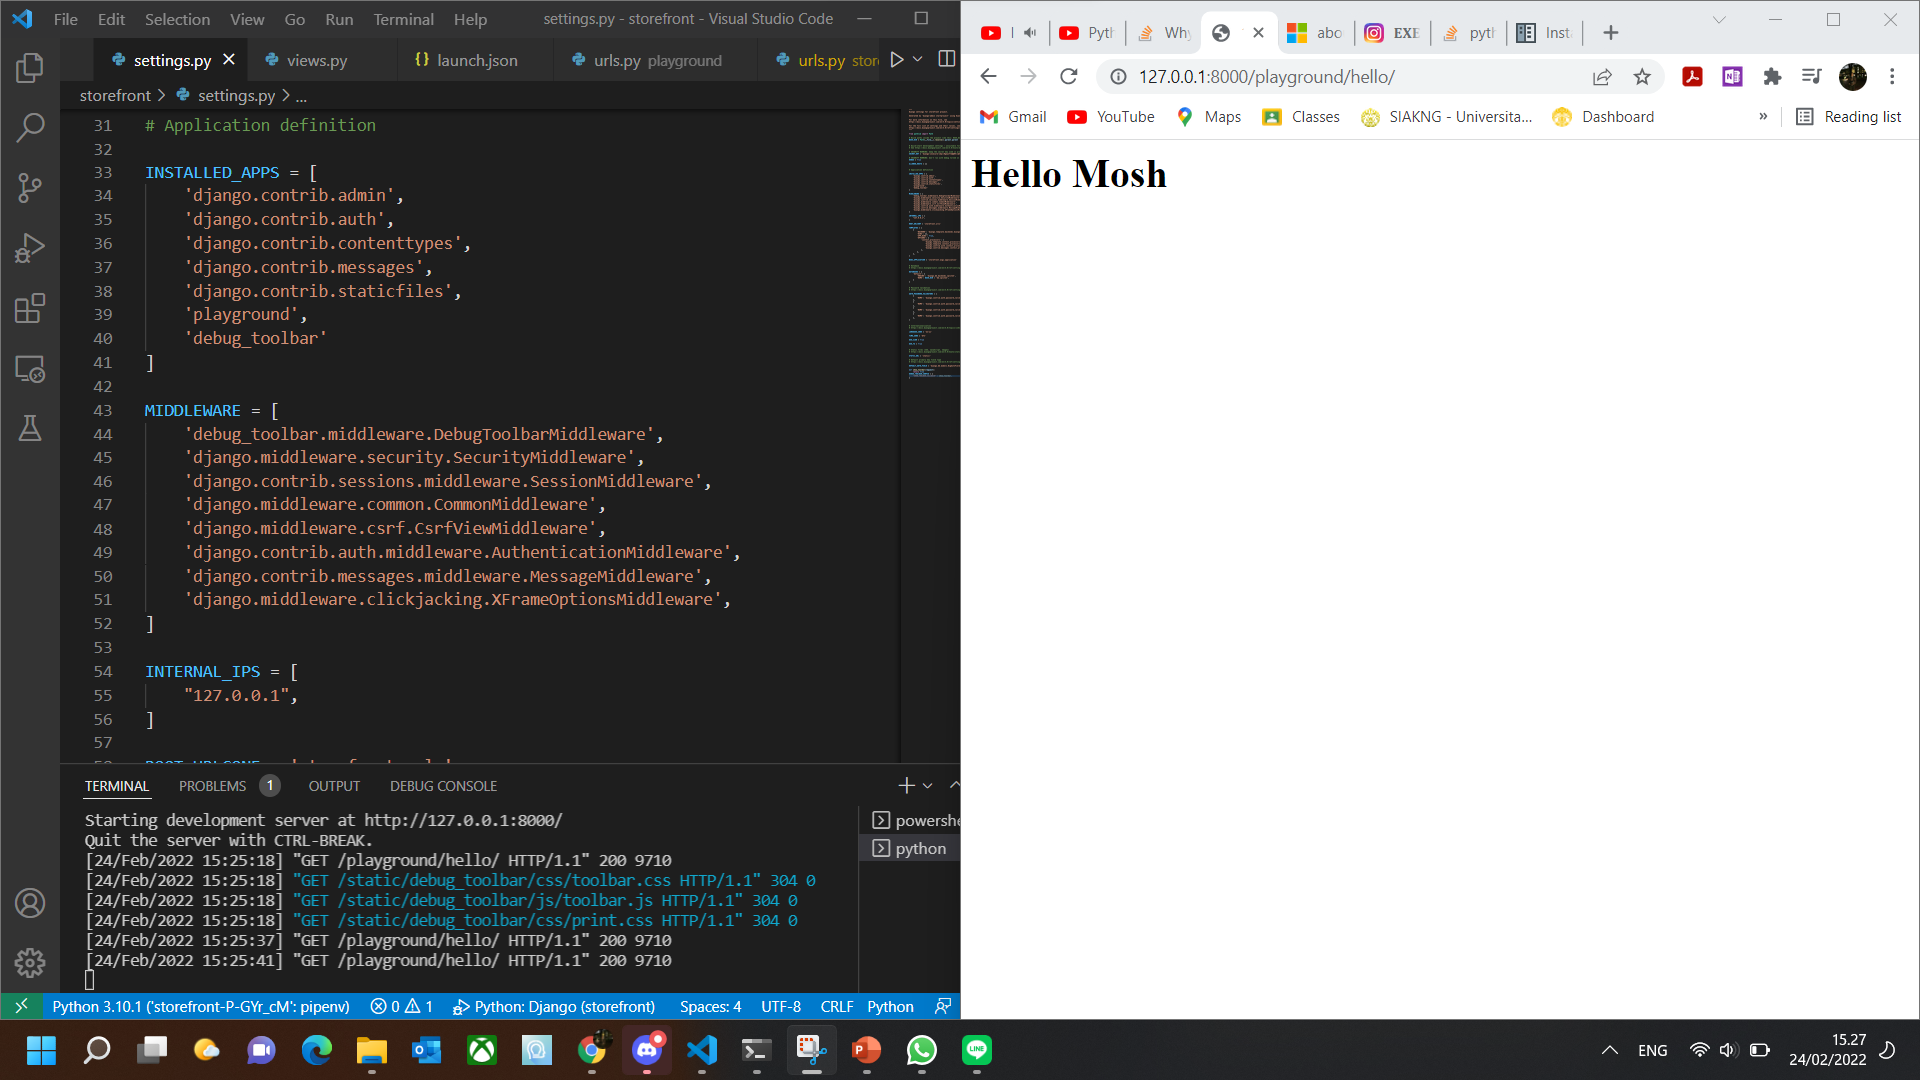 File Edit Selection View Go Run Terminal Help settings.py - storefront - Visual Studio Code
settings.py views.py launch.json urls.py playground urls.py
storefront settings.py ...
31 # Application definition
32
33 INSTALLED_APPS = [
34 'django.contrib.admin',
35 'django.contrib.auth',
36 'django.contrib.contenttypes',
37 'django.contrib.messages',
38 'django.contrib.staticfiles',
39 'playground',
40 'debug_toolbar'
41 ]
42
43 MIDDLEWARE = [
44 'debug_toolbar.middleware.DebugToolbarMiddleware',
45 'django.middleware.security.SecurityMiddleware',
46 'django.contrib.sessions.middleware.SessionMiddleware',
47 'django.middleware.common.CommonMiddleware',
48 'django.middleware.csrf.CsrfViewMiddleware',
49 'django.contrib.auth.middleware.AuthenticationMiddleware',
50 'django.contrib.messages.middleware.MessageMiddleware',
51 'django.middleware.clickjacking.XFrameOptionsMiddleware',
52 ]
53
54 INTERNAL_IPS = [
55 "127.0.0.1",
56 ]
57
TERMINAL PROBLEMS 1 OUTPUT DEBUG CONSOLE
Starting development server at http://127.0.0.1:8000/
Quit the server with CTRL-BREAK.
[24/Feb/2022 15:25:18] "GET /playground/hello/ HTTP/1.1" 200 9710
[24/Feb/2022 15:25:18] "GET /static/debug_toolbar/css/toolbar.css HTTP/1.1" 304 0
[24/Feb/2022 15:25:18] "GET /static/debug_toolbar/js/toolbar.js HTTP/1.1" 304 0
[24/Feb/2022 15:25:18] "GET /static/debug_toolbar/css/print.css HTTP/1.1" 304 0
[24/Feb/2022 15:25:37] "GET /playground/hello/ HTTP/1.1" 200 9710
[24/Feb/2022 15:25:41] "GET /playground/hello/ HTTP/1.1" 200 9710
powershe
python
Python 3.10.1 ('storefront-P-GYr_cM': pipenv) 0 1 Python: Django (storefront) Spaces: 4 UTF-8 CRLF Python
Pyth Why abo EXE pyth Inst
127.0.0.1:8000/playground/hello/
Gmail YouTube Maps Classes SIAKNG - Universita... Dashboard » Reading list
Hello Mosh
ENG 15.27
24/02/2022